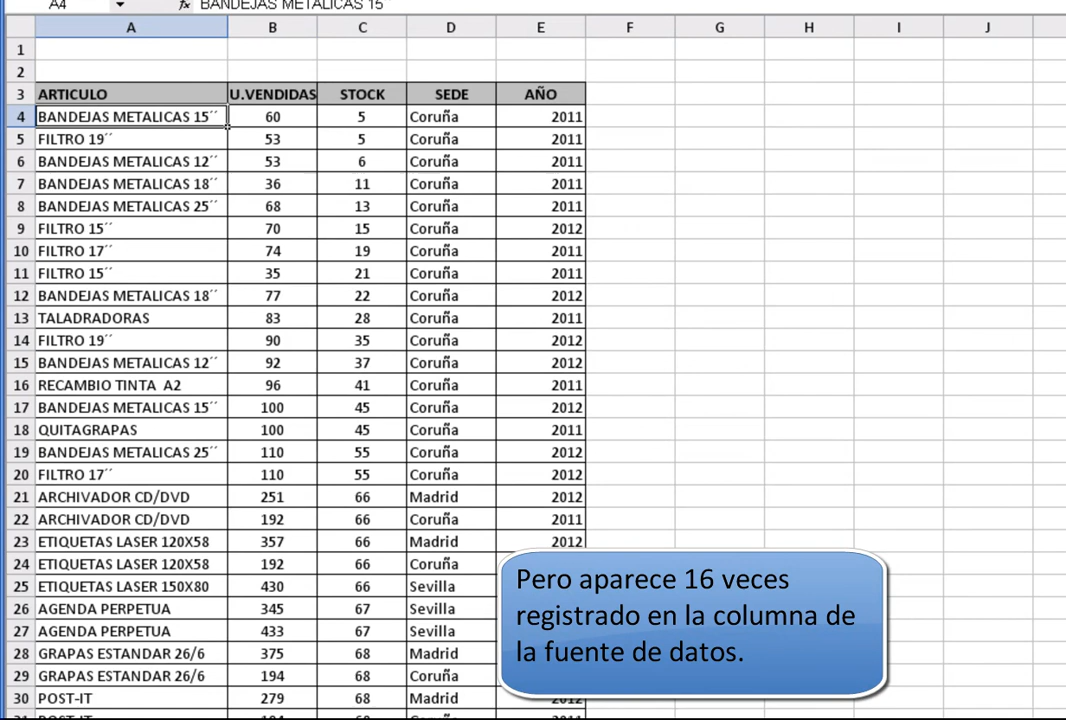 A4 fx BANDEJAS METALICAS 15´´
A B C D E F G H I J
1
2
3 ARTICULO U.VENDIDAS STOCK SEDE AÑO
4 BANDEJAS METALICAS 15´´ 60 5 Coruña 2011
5 FILTRO 19´´ 53 5 Coruña 2011
6 BANDEJAS METALICAS 12´´ 53 6 Coruña 2011
7 BANDEJAS METALICAS 18´´ 36 11 Coruña 2011
8 BANDEJAS METALICAS 25´´ 68 13 Coruña 2011
9 FILTRO 15´´ 70 15 Coruña 2012
10 FILTRO 17´´ 74 19 Coruña 2011
11 FILTRO 15´´ 35 21 Coruña 2011
12 BANDEJAS METALICAS 18´´ 77 22 Coruña 2012
13 TALADRADORAS 83 28 Coruña 2011
14 FILTRO 19´´ 90 35 Coruña 2012
15 BANDEJAS METALICAS 12´´ 92 37 Coruña 2012
16 RECAMBIO TINTA A2 96 41 Coruña 2011
17 BANDEJAS METALICAS 15´´ 100 45 Coruña 2012
18 QUITAGRAPAS 100 45 Coruña 2011
19 BANDEJAS METALICAS 25´´ 110 55 Coruña 2012
20 FILTRO 17´´ 110 55 Coruña 2012
21 ARCHIVADOR CD/DVD 251 66 Madrid 2012
22 ARCHIVADOR CD/DVD 192 66 Coruña 2011
23 ETIQUETAS LASER 120X58 357 66 Madrid 2012
24 ETIQUETAS LASER 120X58 192 66 Coruña
25 ETIQUETAS LASER 150X80 430 66 Sevilla
26 AGENDA PERPETUA 345 67 Sevilla
27 AGENDA PERPETUA 433 67 Sevilla
28 GRAPAS ESTANDAR 26/6 375 68 Madrid
29 GRAPAS ESTANDAR 26/6 194 68 Coruña
30 POST-IT 279 68 Madrid 2012
Pero aparece 16 veces
registrado en la columna de
la fuente de datos.